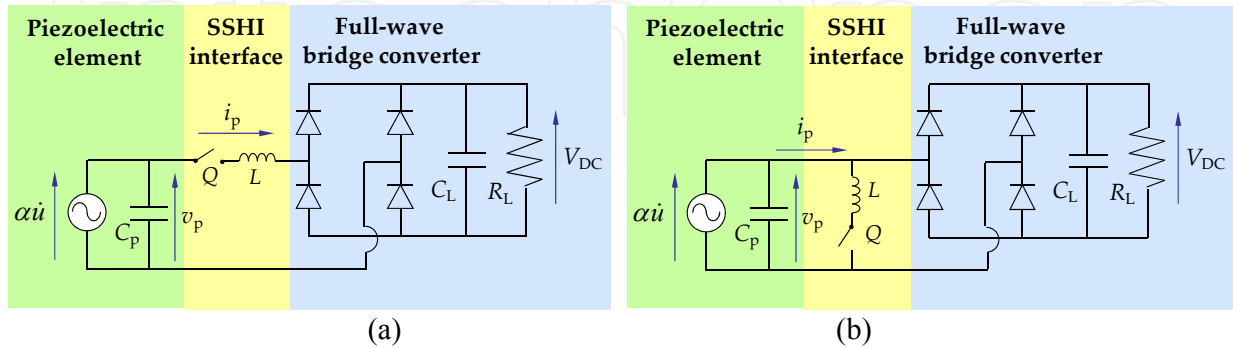 Piezoelectric
element
SSHI
interface
Full-wave
bridge converter
i_p
Q
L
αu̇
C_p
v_p
C_L
R_L
V_DC
(a)
Piezoelectric
element
SSHI
interface
Full-wave
bridge converter
i_p
L
Q
αu̇
C_p
v_p
C_L
R_L
V_DC
(b)